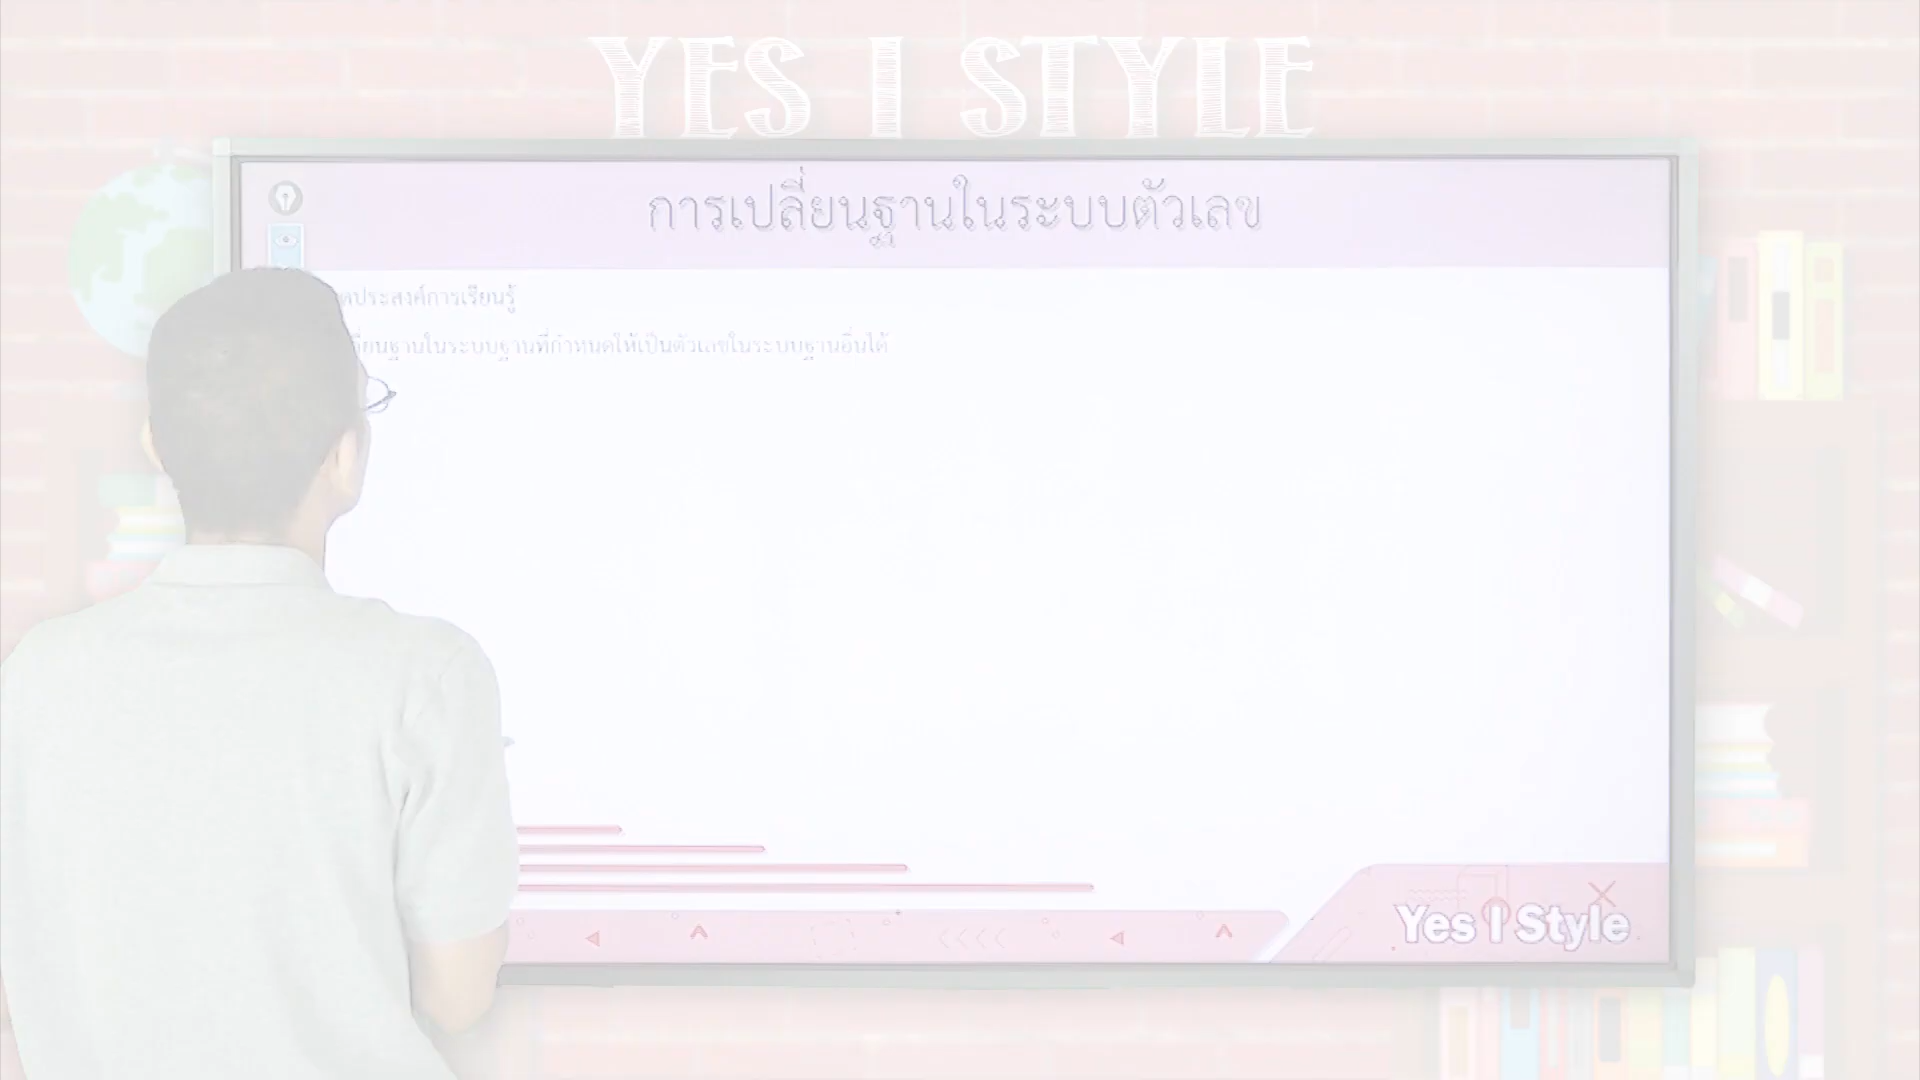 YES I STYLE
การเปลี่ยนฐานในระบบตัวเลข
ดประสงค์การเรียนรู้
ลี่ยนฐานในระบบฐานที่กำหนดให้เป็นตัวเลขในระบบฐานอื่นได้
Yes I Style